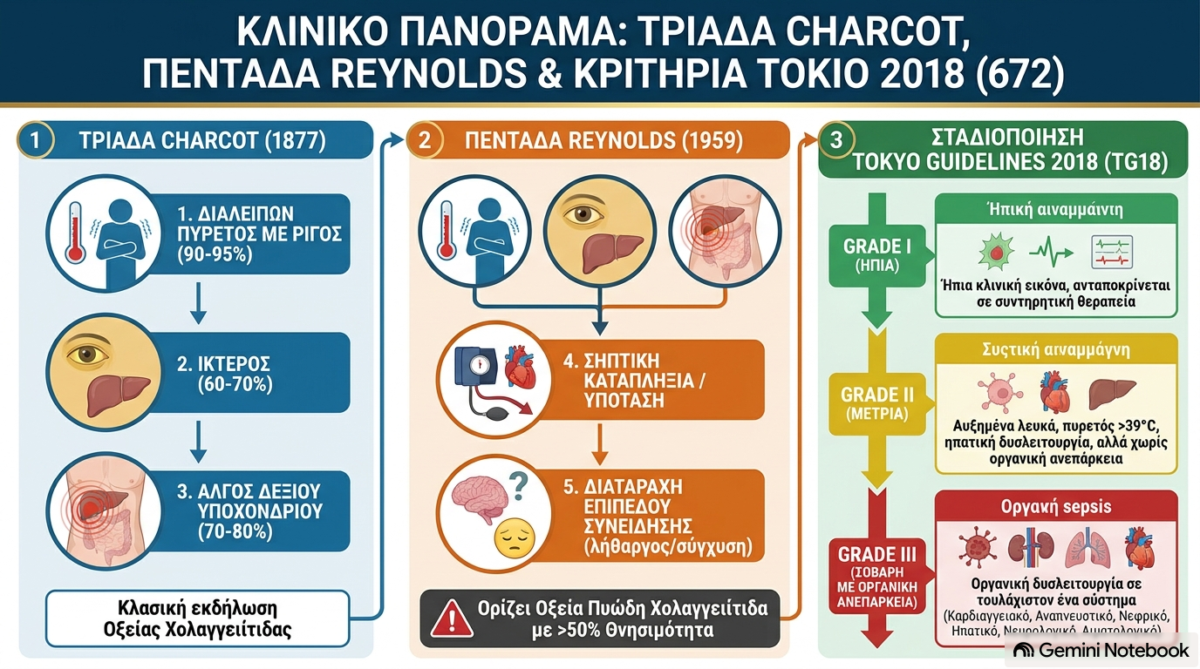 ΚΛΙΝΙΚΟ ΠΑΝΟΡΑΜΑ: ΤΡΙΑΔΑ CHARCOT,
ΠΕΝΤΑΔΑ REYNOLDS & ΚΡΙΤΗΡΙΑ ΤΟΚΙΟ 2018 (672)
1 ΤΡΙΑΔΑ CHARCOT (1877)
1. ΔΙΑΛΕΙΠΩΝ
ΠΥΡΕΤΟΣ ΜΕ ΡΙΓΟΣ
(90-95%)
2. ΙΚΤΕΡΟΣ
(60-70%)
3. ΑΛΓΟΣ ΔΕΞΙΟΥ
ΥΠΟΧΟΝΔΡΙΟΥ
(70-80%)
Κλασική εκδήλωση
Οξείας Χολαγγειίτιδας
2 ΠΕΝΤΑΔΑ REYNOLDS (1959)
4. ΣΗΠΤΙΚΗ
ΚΑΤΑΠΛΗΞΙΑ /
ΥΠΟΤΑΣΗ
?
5. ΔΙΑΤΑΡΑΧΗ
ΕΠΙΠΕΔΟΥ
ΣΥΝΕΙΔΗΣΗΣ
(λήθαργος/σύγχυση)
Ορίζει Οξεία Πυώδη Χολαγγειίτιδα
με >50% Θνησιμότητα
3 ΣΤΑΔΙΟΠΟΙΗΣΗ
TOKYO GUIDELINES 2018 (TG18)
GRADE I
(ΗΠΙΑ)
Ήπια κλινική εικόνα, ανταποκρίνεται
σε συντηρητική θεραπεία
GRADE II
(ΜΕΤΡΙΑ)
Αυξημένα λευκά, πυρετός >39°C,
ηπατική δυσλειτουργία, αλλά χωρίς
οργανική ανεπάρκεια
GRADE III
(ΣΟΒΑΡΗ
ΜΕ ΟΡΓΑΝΙΚΗ
ΑΝΕΠΑΡΚΕΙΑ)
sepsis
Οργανική δυσλειτουργία σε
τουλάχιστον ένα σύστημα
(Καρδιαγγειακό, Αναπνευστικό, Νεφρικό,
Ηπατικό, Νευρολογικό, Αιματολογικό)
Gemini Notebook